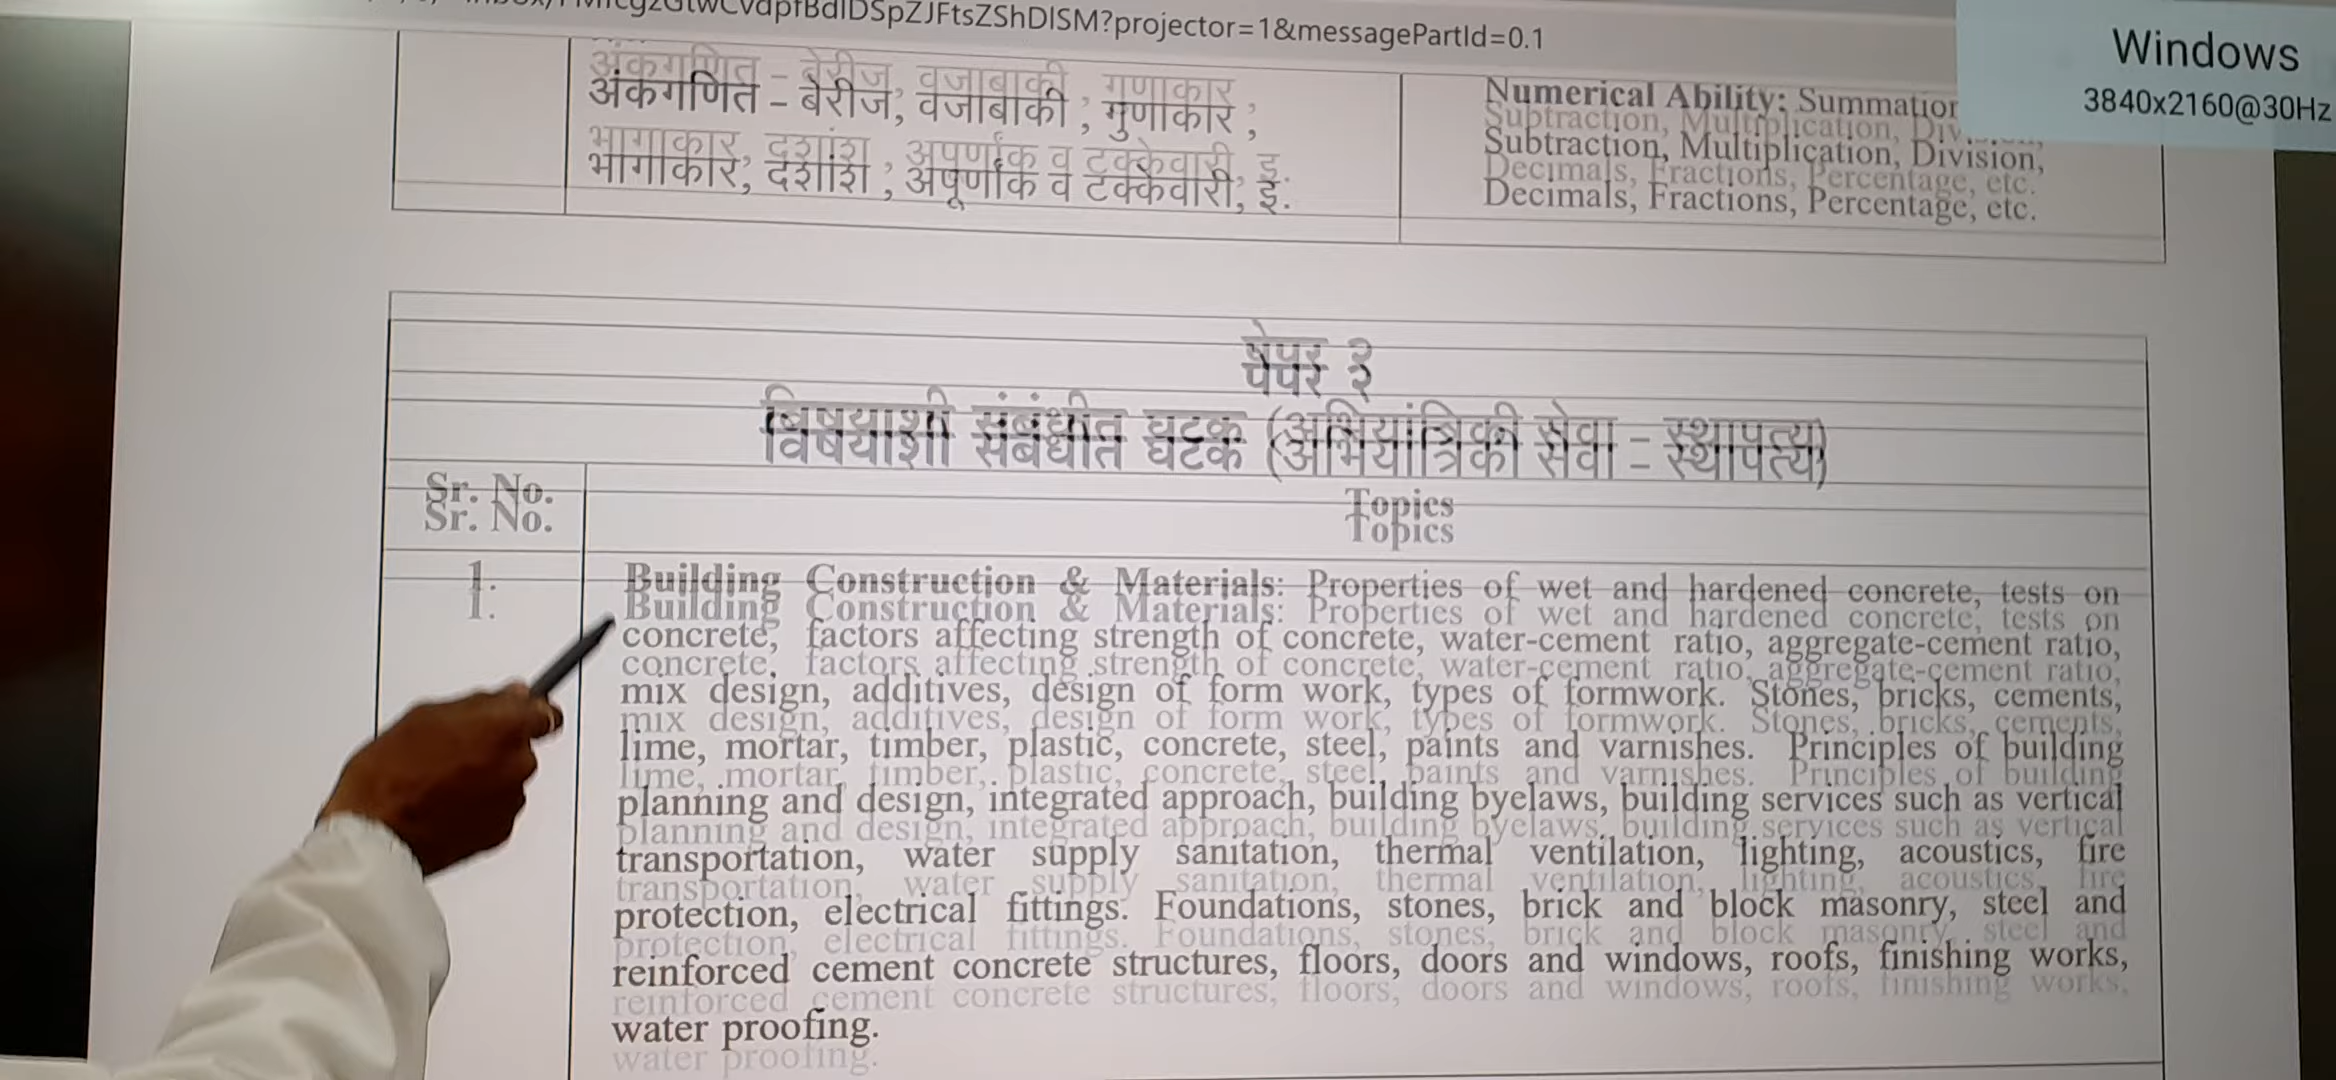 ?projector=1&messagePartId=0.1
Windows
3840x2160@30Hz
अंकगणित – बेरीज, वजाबाकी, गुणाकार,
भागाकार, दशांश, अपूर्णांक व टक्केवारी, इ.
Numerical Ability: Summation
Subtraction, Multiplication, Division,
Decimals, Fractions, Percentage, etc.
पेपर
विषयाशी संबंधीत घटक (अभियांत्रिकी सेवा – स्थापत्य)
Sr. No.
Topics
1.
Building Construction & Materials: Properties of wet and hardened concrete, tests on
concrete, factors affecting strength of concrete, water-cement ratio, aggregate-cement ratio,
mix design, additives, design of form work, types of formwork. Stones, bricks, cements,
lime, mortar, timber, plastic, concrete, steel, paints and varnishes. Principles of building
planning and design, integrated approach, building byelaws, building services such as vertical
transportation, water supply sanitation, thermal ventilation, lighting, acoustics, fire
protection, electrical fittings. Foundations, stones, brick and block masonry, steel and
reinforced cement concrete structures, floors, doors and windows, roofs, finishing works,
water proofing.